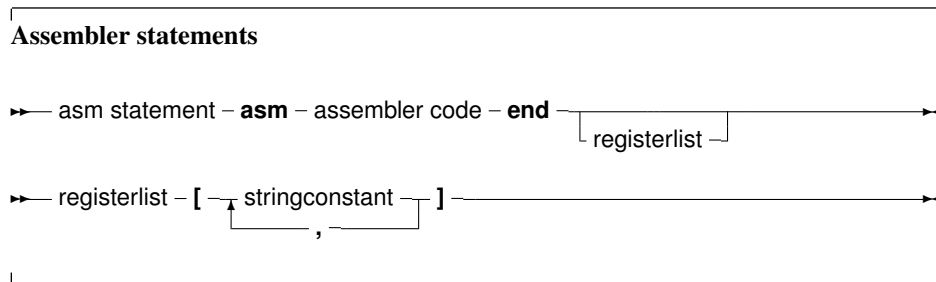 Assembler statements
asm statement asm assembler code end
registerlist
registerlist [ stringconstant ]
,